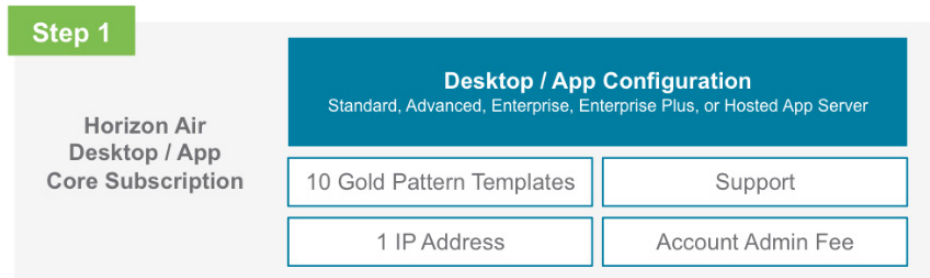 Step 1
Horizon Air
Desktop / App
Core Subscription
Desktop / App Configuration
Standard, Advanced, Enterprise, Enterprise Plus, or Hosted App Server
10 Gold Pattern Templates
Support
1 IP Address
Account Admin Fee